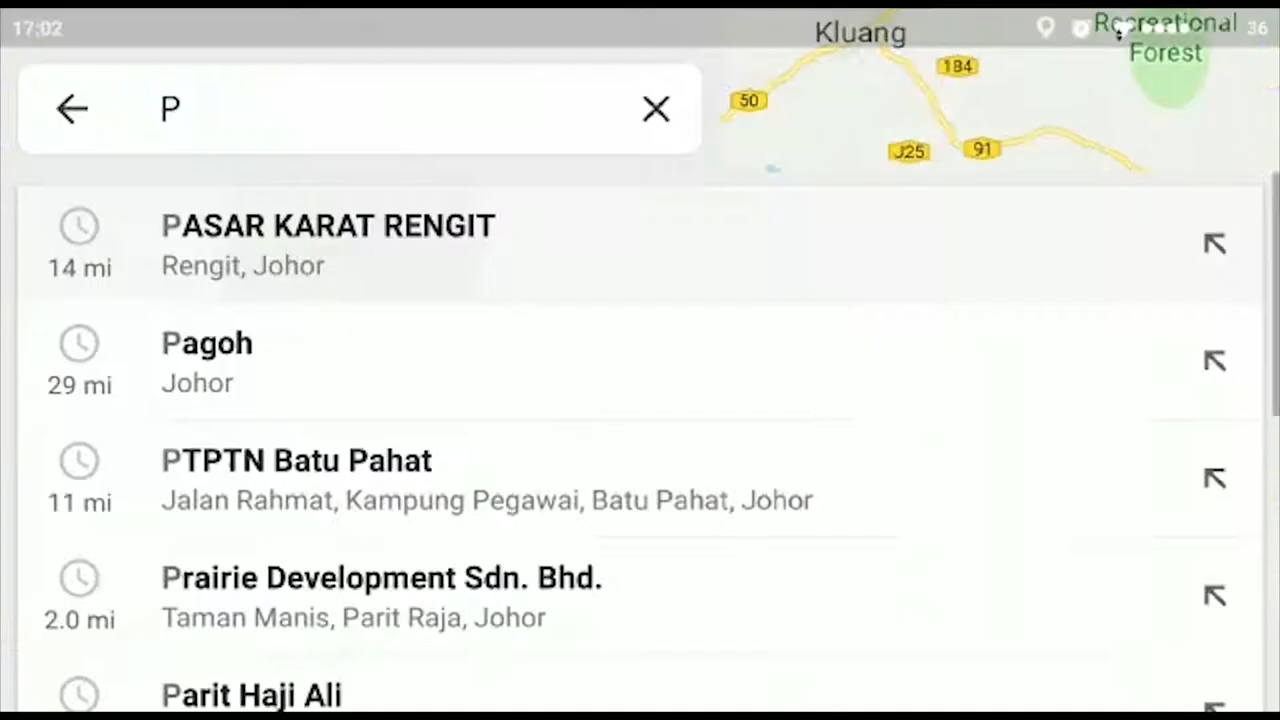 17:02
Kluang
Recreational
Forest
36
184
50
J25
91
P
PASAR KARAT RENGIT
14 mi
Rengit, Johor
Pagoh
29 mi
Johor
PTPTN Batu Pahat
11 mi
Jalan Rahmat, Kampung Pegawai, Batu Pahat, Johor
Prairie Development Sdn. Bhd.
2.0 mi
Taman Manis, Parit Raja, Johor
Parit Haji Ali